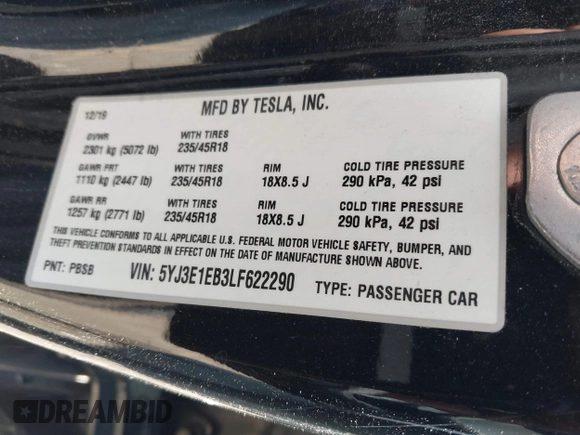 MFD BY TESLA, INC.
12/19
GVWR WITH TIRES
2301 kg (5072 lb) 235/45R18
GAWR FRT WITH TIRES RIM COLD TIRE PRESSURE
1110 kg (2447 lb) 235/45R18 18X8.5 J 290 kPa, 42 psi
GAWR RR WITH TIRES RIM COLD TIRE PRESSURE
1257 kg (2771 lb) 235/45R18 18X8.5 J 290 kPa, 42 psi
THIS VEHICLE CONFORMS TO ALL APPLICABLE U.S. FEDERAL MOTOR VEHICLE SAFETY, BUMPER, AND
THEFT PREVENTION STANDARDS IN EFFECT ON THE DATE OF MANUFACTURE SHOWN ABOVE.
PNT: PBSB VIN: 5YJ3E1EB3LF622290 TYPE: PASSENGER CAR
DREAMBID